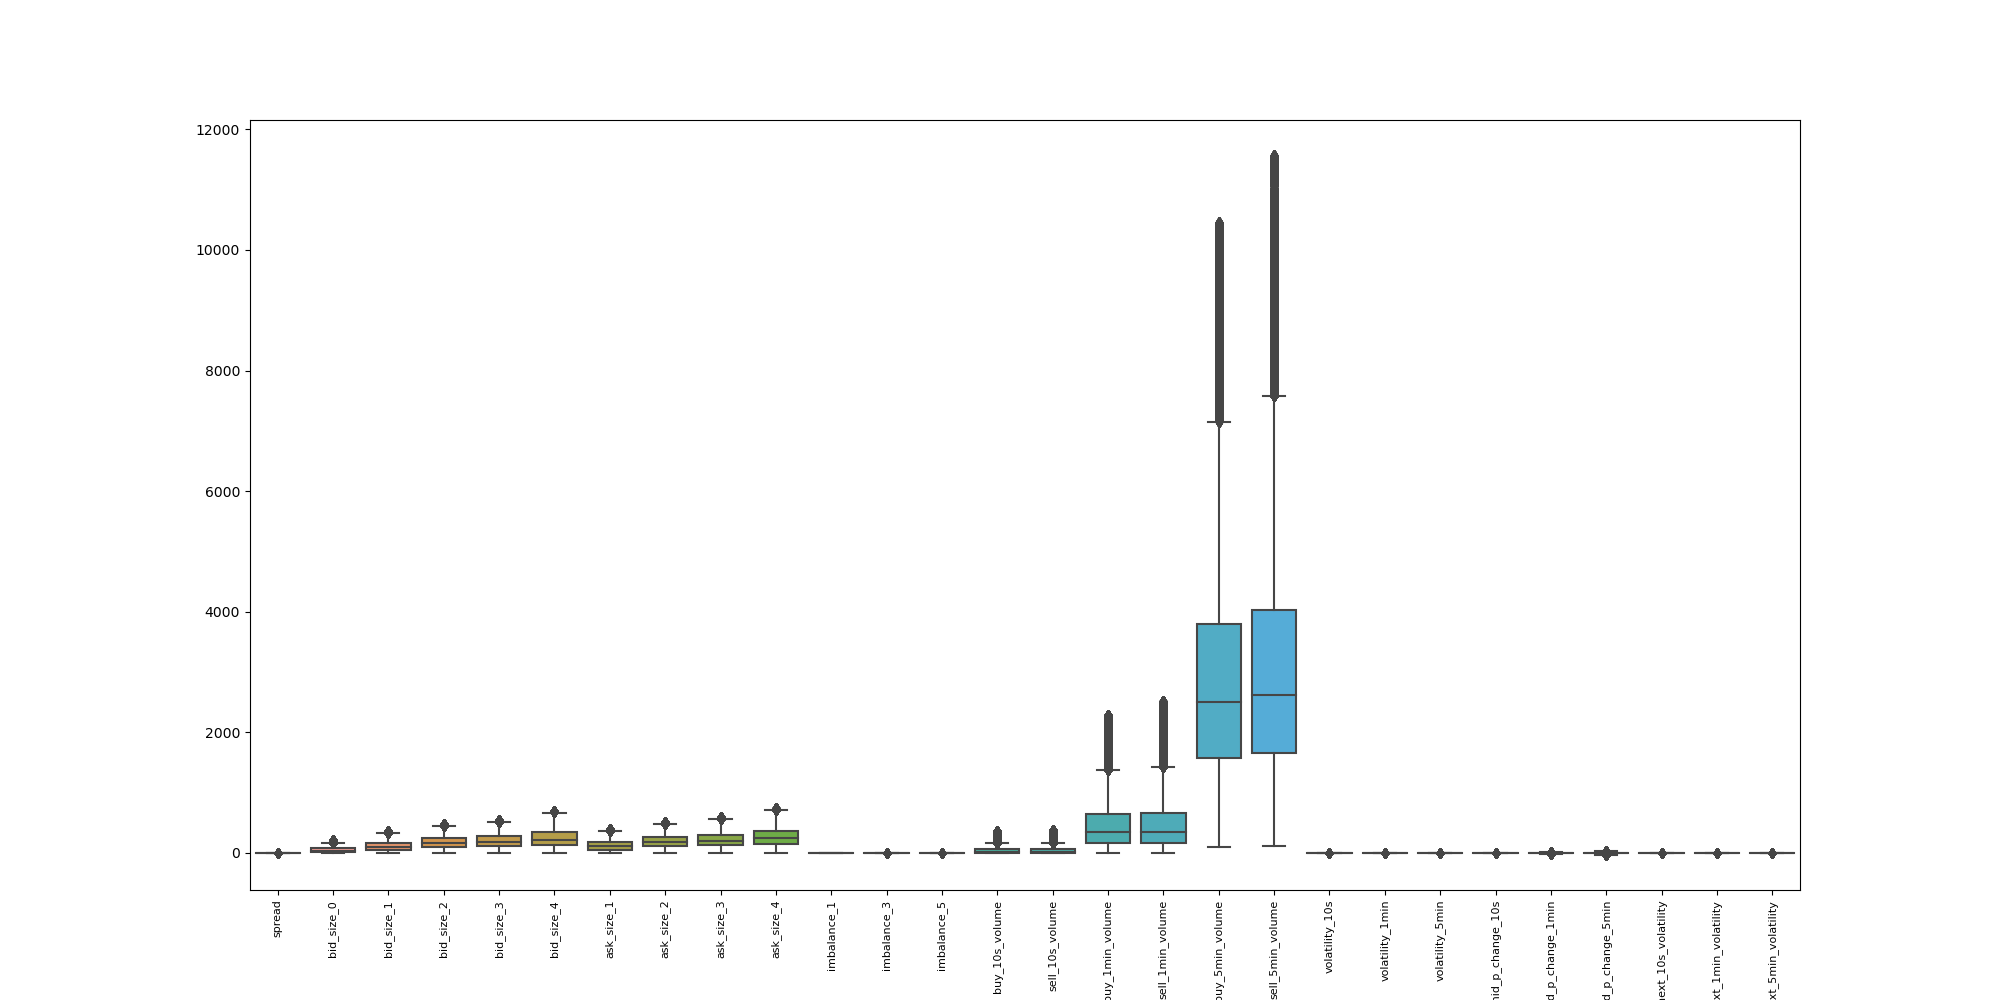 12000
10000
8000
6000
4000
2000
0
spread
bid_size_0
bid_size_1
bid_size_2
bid_size_3
bid_size_4
ask_size_1
ask_size_2
ask_size_3
ask_size_4
imbalance_1
imbalance_3
imbalance_5
buy_10s_volume
sell_10s_volume
buy_1min_volume
sell_1min_volume
buy_5min_volume
sell_5min_volume
volatility_10s
volatility_1min
volatility_5min
mid_p_change_10s
d_p_change_1min
d_p_change_5min
next_10s_volatility
xt_1min_volatility
xt_5min_volatility